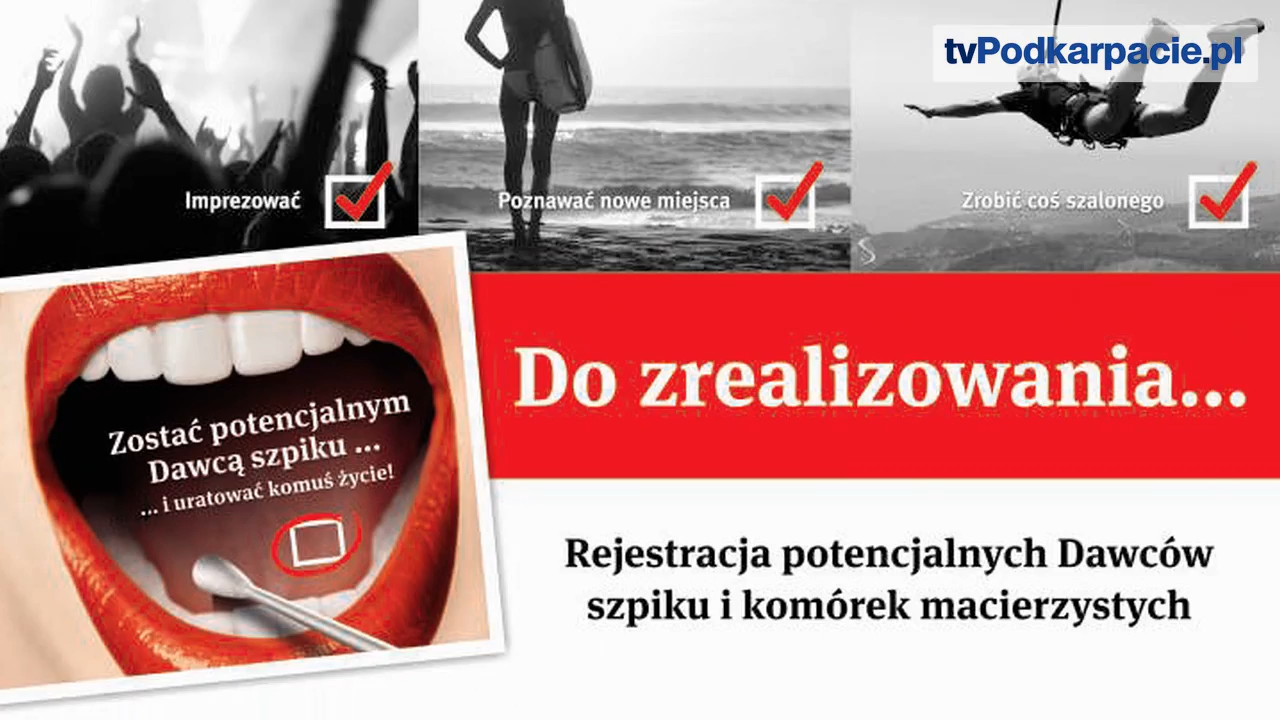 tvPodkarpacie.pl
Imprezować
Poznawać nowe miejsca
Zrobić coś szalonego
Do zrealizowania...
Zostać potencjalnym
Dawcą szpiku ...
... i uratować komuś życie!
Rejestracja potencjalnych Dawców
szpiku i komórek macierzystych